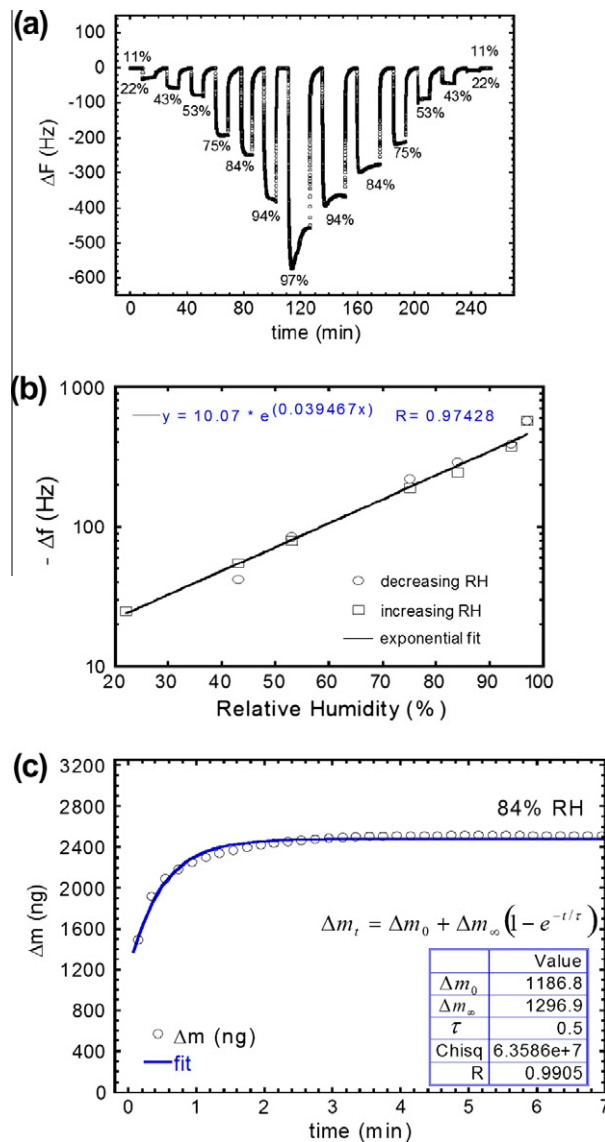 (a)
100
0
-100
-200
-300
-400
-500
-600
ΔF (Hz)
11%
22%
43%
53%
75%
84%
94%
97%
94%
84%
75%
53%
43%
22%
11%
0 40 80 120 160 200 240
time (min)
(b)
1000
100
10
- Δf (Hz)
y = 10.07 * e^(0.039467x) R= 0.97428
decreasing RH
increasing RH
exponential fit
20 30 40 50 60 70 80 90 100
Relative Humidity (%)
(c)
3200
2800
2400
2000
1600
1200
800
400
0
Δm (ng)
84% RH
Δm_t = Δm_0 + Δm_∞ (1 − e^{−t/τ})
Value
Δm_0 1186.8
Δm_∞ 1296.9
τ 0.5
Chisq 6.3586e+7
R 0.9905
Δm (ng)
fit
0 1 2 3 4 5 6 7
time (min)